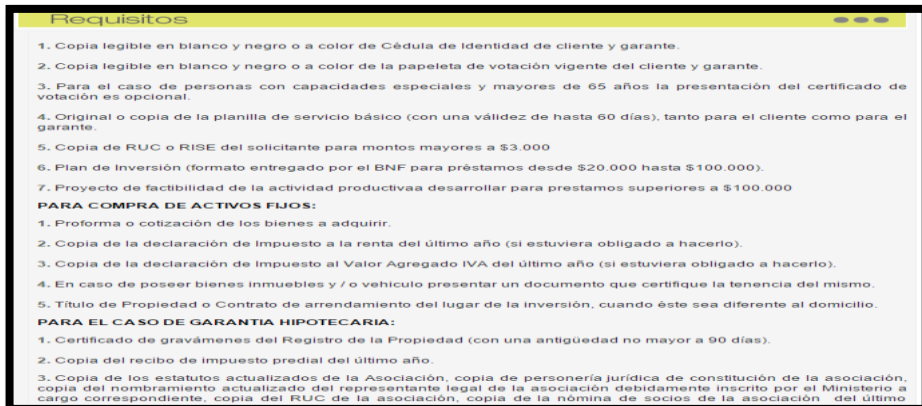 Requisitos
1. Copia legible en blanco y negro o a color de Cédula de Identidad de cliente y garante.
2. Copia legible en blanco y negro o a color de la papeleta de votación vigente del cliente y garante.
3. Para el caso de personas con capacidades especiales y mayores de 65 años la presentación del certificado de
votación es opcional.
4. Original o copia de la planilla de servicio básico (con una válidez de hasta 60 días), tanto para el cliente como para el
garante.
5. Copia de RUC o RISE del solicitante para montos mayores a $3.000
6. Plan de Inversión (formato entregado por el BNF para préstamos desde $20.000 hasta $100.000).
7. Proyecto de factibilidad de la actividad productivaa desarrollar para prestamos superiores a $100.000
PARA COMPRA DE ACTIVOS FIJOS:
1. Proforma o cotización de los bienes a adquirir.
2. Copia de la declaración de Impuesto a la renta del último año (si estuviera obligado a hacerlo).
3. Copia de la declaración de Impuesto al Valor Agregado IVA del último año (si estuviera obligado a hacerlo).
4. En caso de poseer bienes inmuebles y / o vehículo presentar un documento que certifique la tenencia del mismo.
5. Título de Propiedad o Contrato de arrendamiento del lugar de la inversión, cuando éste sea diferente al domicilio.
PARA EL CASO DE GARANTIA HIPOTECARIA:
1. Certificado de gravámenes del Registro de la Propiedad (con una antigüedad no mayor a 90 días).
2. Copia del recibo de impuesto predial del último año.
3. Copia de los estatutos actualizados de la Asociación, copia de personería jurídica de constitución de la asociación,
copia del nombramiento actualizado del representante legal de la asociación debidamente inscrito por el Ministerio a
cargo correspondiente, copia del RUC de la asociación, copia de la nómina de socios de la asociación del último